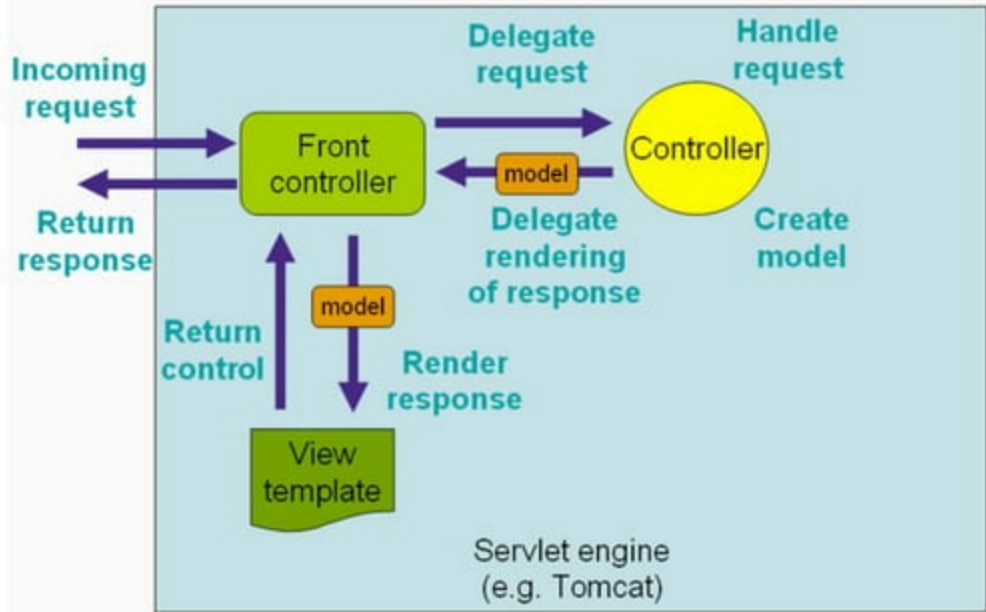 Incoming
request
Return
response
Front
controller
Delegate
request
model
Delegate
rendering
of response
Handle
request
Controller
Create
model
Return
control
model
Render
response
View
template
Servlet engine
(e.g. Tomcat)